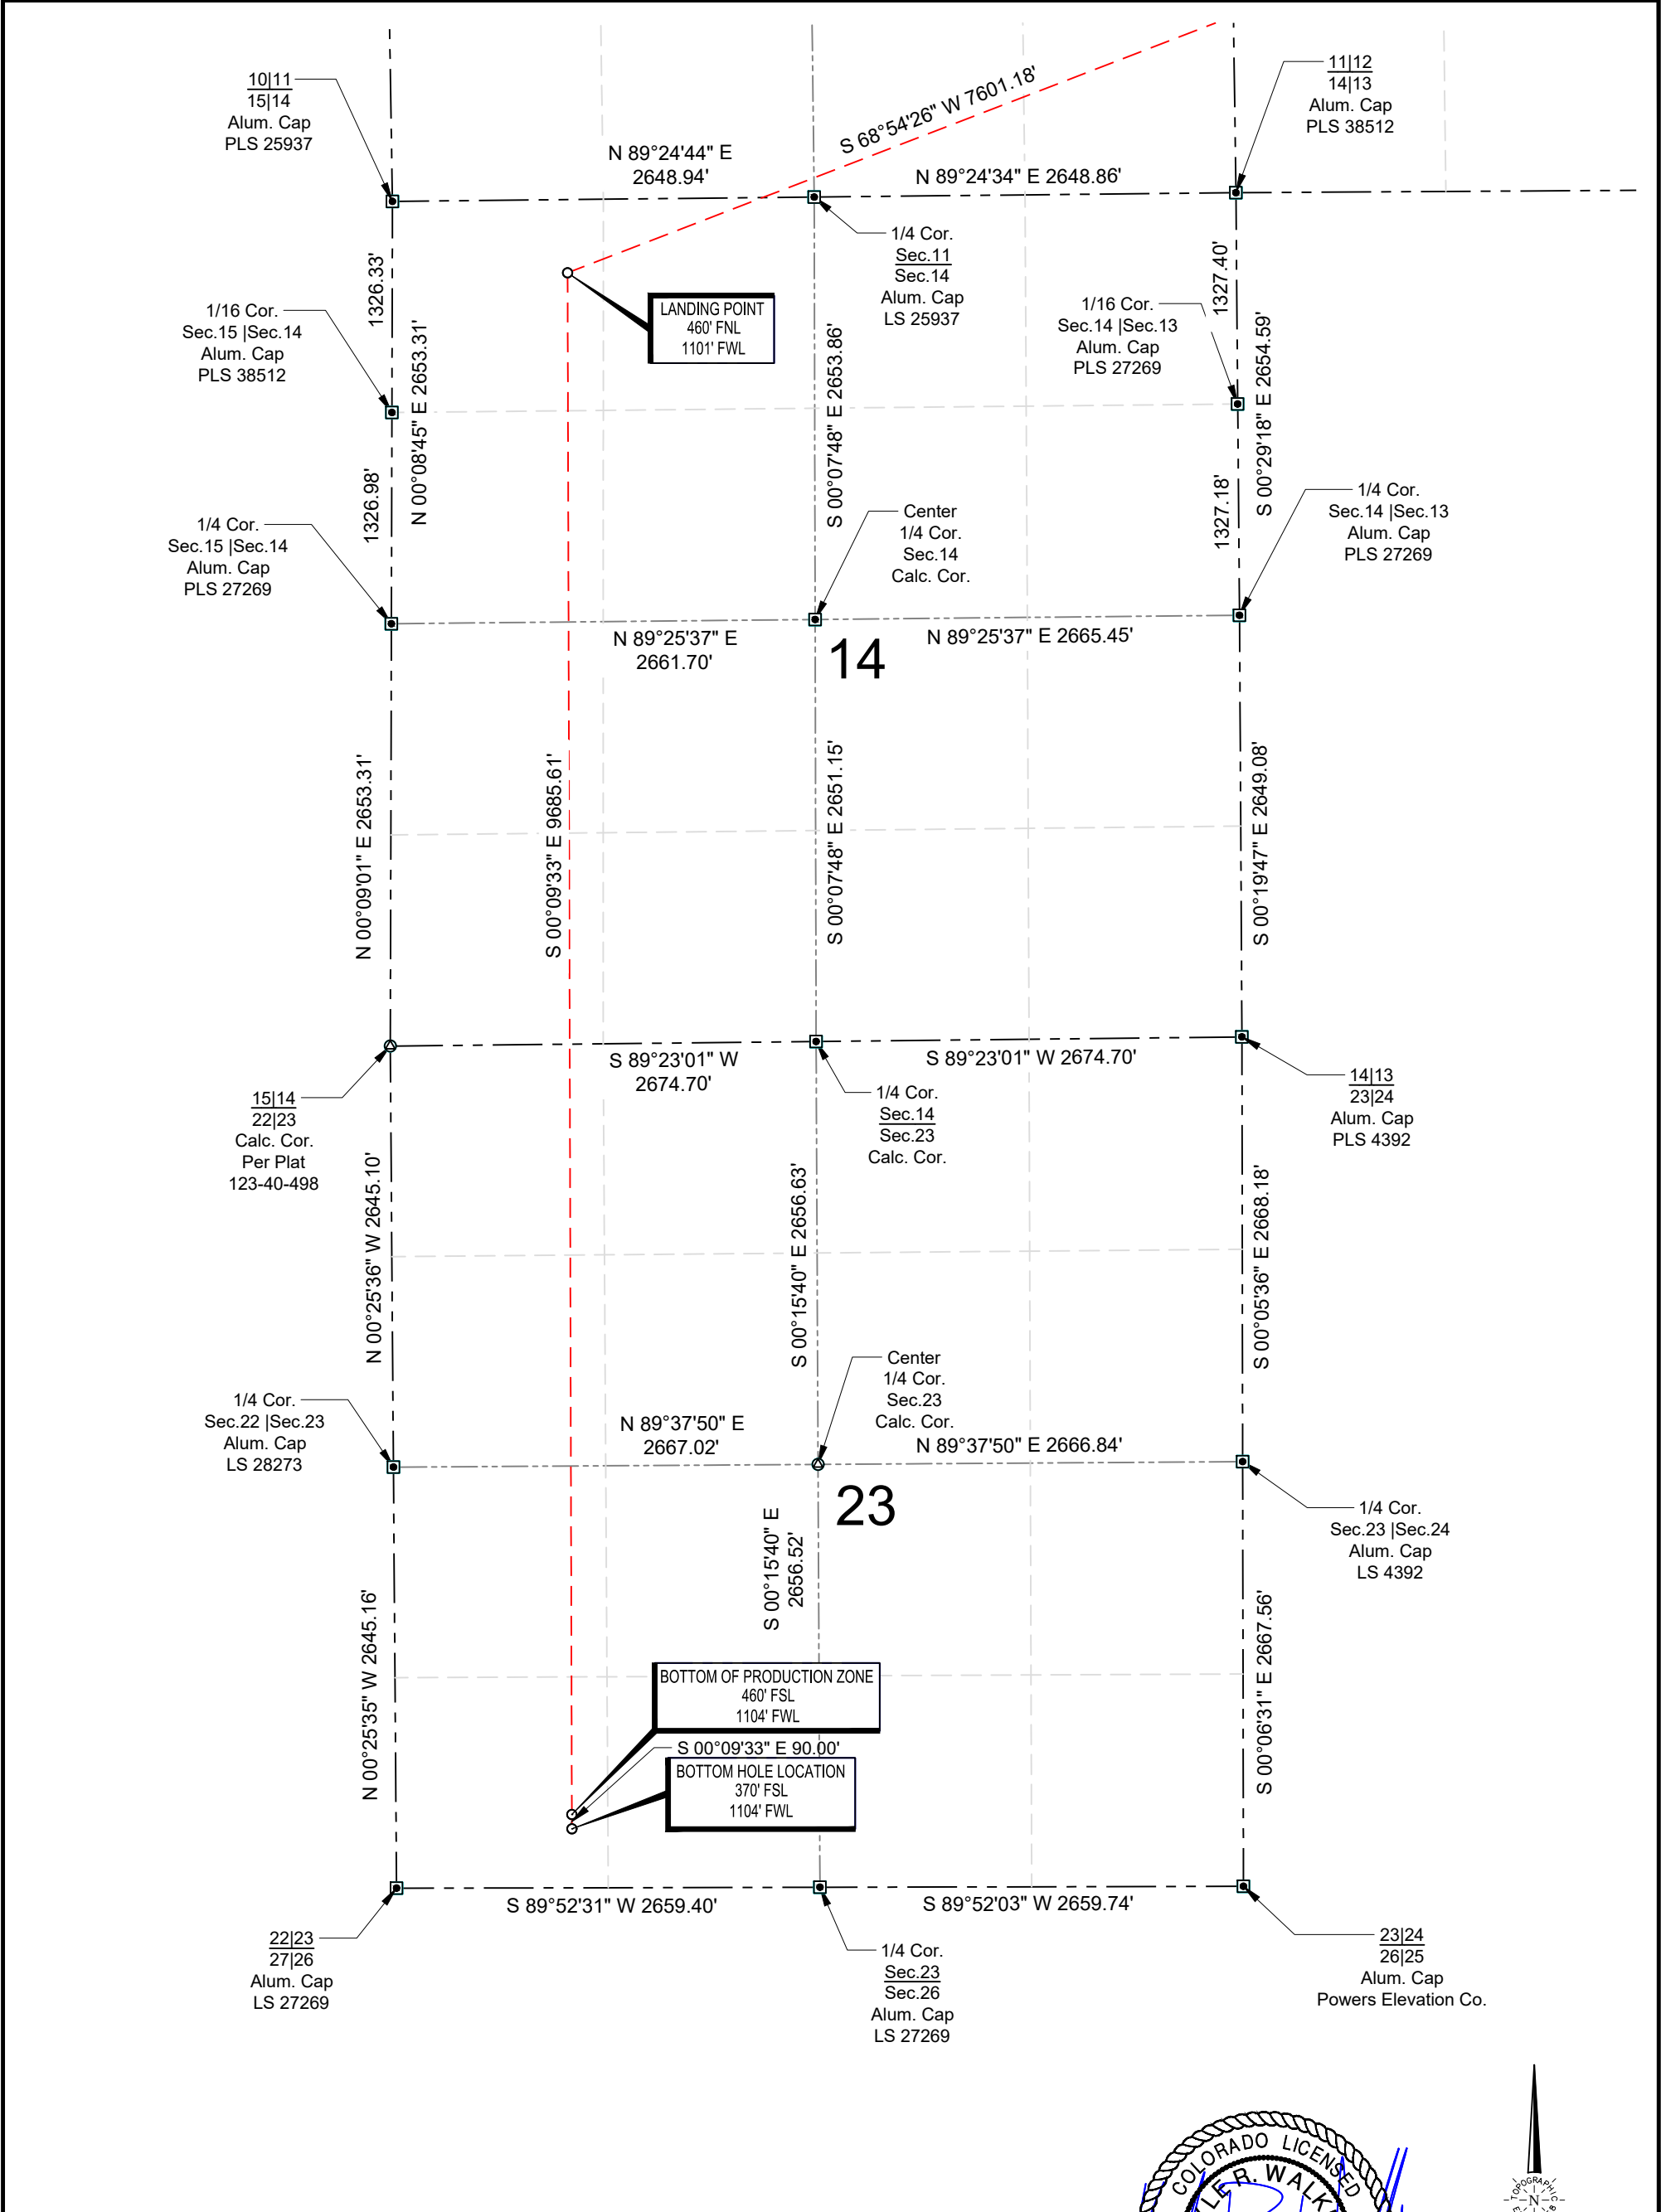 10|11
15|14
Alum. Cap
PLS 25937
11|12
14|13
Alum. Cap
PLS 38512
S 68°54'26" W 7601.18'
N 89°24'44" E
2648.94'
N 89°24'34" E 2648.86'
1/4 Cor.
Sec.11
Sec.14
Alum. Cap
LS 25937
1326.33'
N 00°08'45" E 2653.31'
1326.98'
1/16 Cor.
Sec.15 |Sec.14
Alum. Cap
PLS 38512
LANDING POINT
460' FNL
1101' FWL
S 00°07'48" E 2653.86'
1/16 Cor.
Sec.14 |Sec.13
Alum. Cap
PLS 27269
1327.40'
S 00°29'18" E 2654.59'
1327.18'
1/4 Cor.
Sec.15 |Sec.14
Alum. Cap
PLS 27269
Center
1/4 Cor.
Sec.14
Calc. Cor.
1/4 Cor.
Sec.14 |Sec.13
Alum. Cap
PLS 27269
N 89°25'37" E
2661.70'
N 89°25'37" E 2665.45'
14
N 00°09'01" E 2653.31'
S 00°09'33" E 9685.61'
S 00°07'48" E 2651.15'
S 00°19'47" E 2649.08'
S 89°23'01" W
2674.70'
S 89°23'01" W 2674.70'
15|14
22|23
Calc. Cor.
Per Plat
123-40-498
1/4 Cor.
Sec.14
Sec.23
Calc. Cor.
14|13
23|24
Alum. Cap
PLS 4392
N 00°25'36" W 2645.10'
S 00°15'40" E 2656.63'
S 00°05'36" E 2668.18'
1/4 Cor.
Sec.22 |Sec.23
Alum. Cap
LS 28273
Center
1/4 Cor.
Sec.23
Calc. Cor.
N 89°37'50" E
2667.02'
N 89°37'50" E 2666.84'
23
1/4 Cor.
Sec.23 |Sec.24
Alum. Cap
LS 4392
N 00°25'35" W 2645.16'
S 00°15'40" E
2656.52'
S 00°06'31" E 2667.56'
BOTTOM OF PRODUCTION ZONE
460' FSL
1104' FWL
S 00°09'33" E 90.00'
BOTTOM HOLE LOCATION
370' FSL
1104' FWL
S 89°52'31" W 2659.40'
S 89°52'03" W 2659.74'
22|23
27|26
Alum. Cap
LS 27269
1/4 Cor.
Sec.23
Sec.26
Alum. Cap
LS 27269
23|24
26|25
Alum. Cap
Powers Elevation Co.
COLORADO LICENSED
R. WALK
N